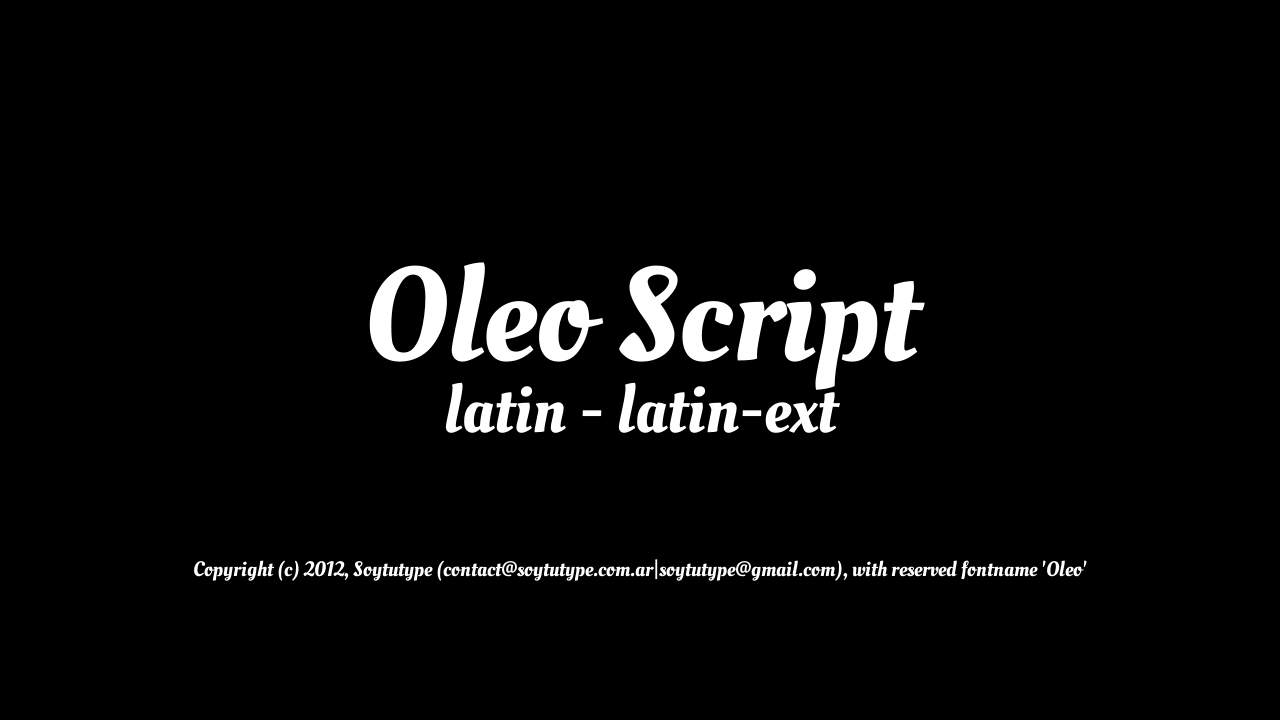 Oleo Script
latin - latin-ext
Copyright (c) 2012, Soytutype (contact@soytutype.com.ar|soytutype@gmail.com), with reserved fontname 'Oleo'